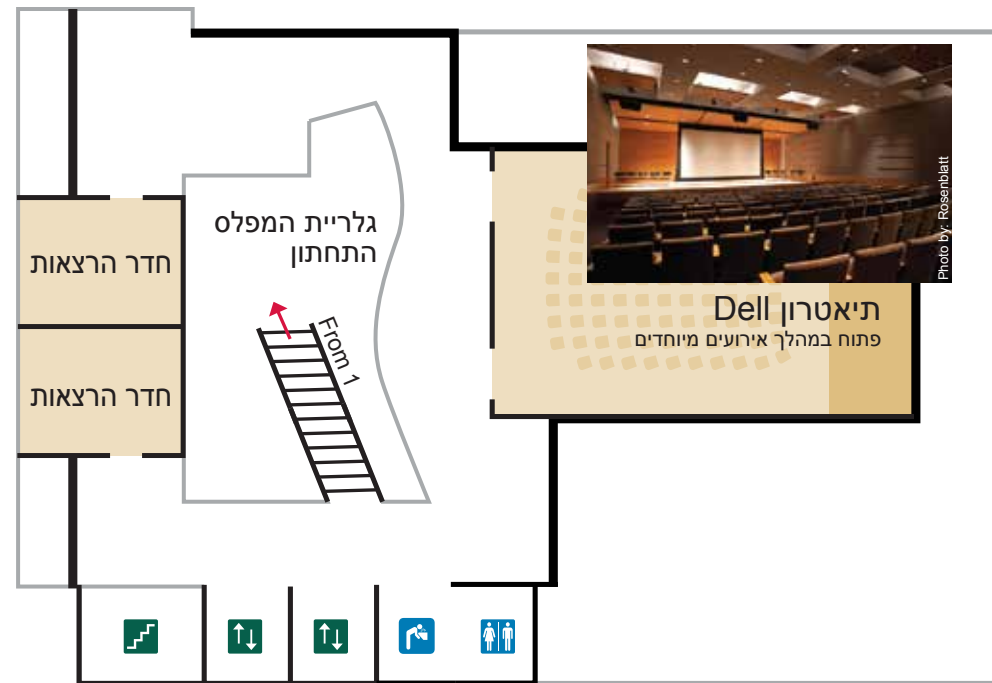 גלריית המפלס
התחתון
חדר הרצאות
חדר הרצאות
From 1
Photo by: Rosenblatt
תיאטרון Dell
פתוח במהלך אירועים מיוחדים